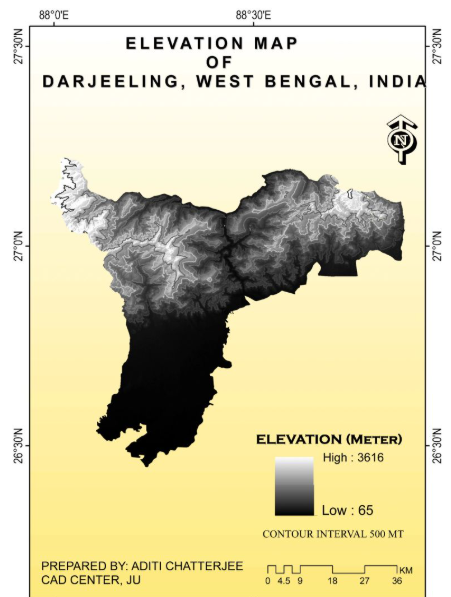 88°0'E 88°30'E
ELEVATION MAP
OF
DARJEELING, WEST BENGAL, INDIA
27°30'N 27°30'N
N
27°0'N 27°0'N
26°30'N 26°30'N
ELEVATION (METER)
High : 3616
Low : 65
CONTOUR INTERVAL 500 MT
PREPARED BY: ADITI CHATTERJEE
CAD CENTER, JU
KM
0 4.5 9 18 27 36